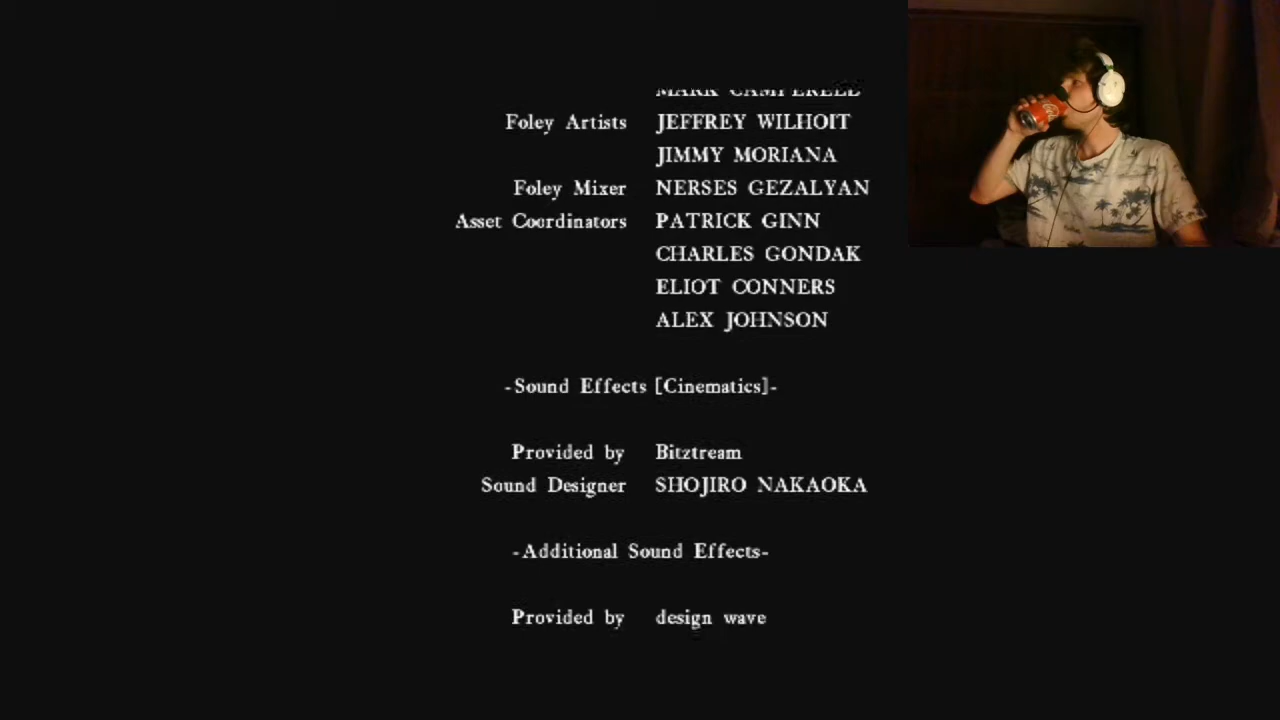 Foley Artists JEFFREY WILHOIT
JIMMY MORIANA
Foley Mixer NERSES GEZALYAN
Asset Coordinators PATRICK GINN
CHARLES GONDAK
ELIOT CONNERS
ALEX JOHNSON
-Sound Effects [Cinematics]-
Provided by Bitztream
Sound Designer SHOJIRO NAKAOKA
-Additional Sound Effects-
Provided by design wave